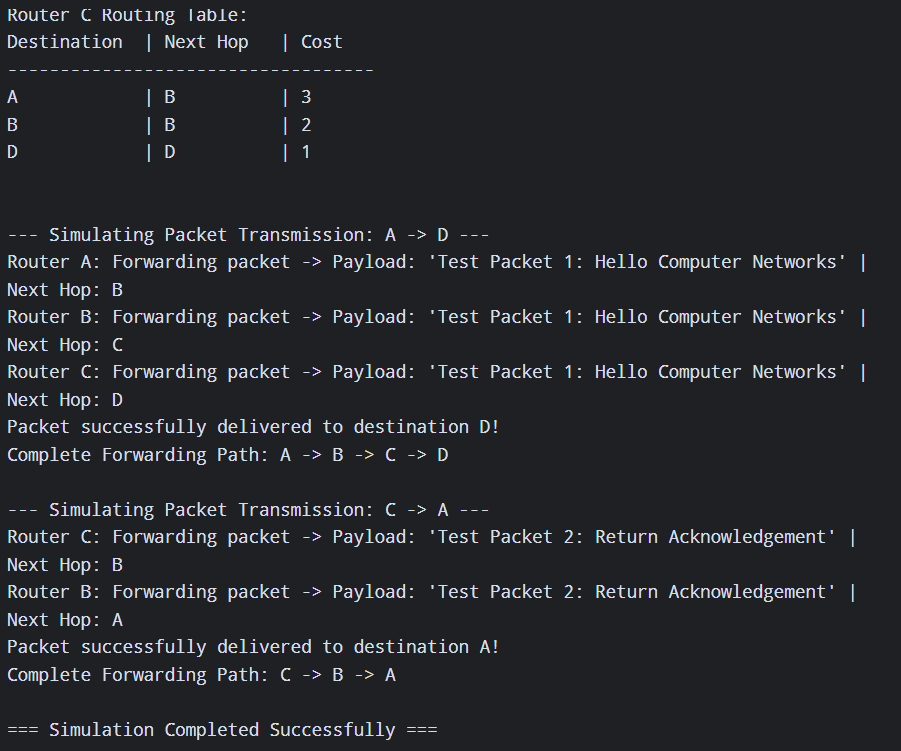 Router C Routing Table:
Destination  | Next Hop   | Cost
-----------------------------------
A            | B          | 3
B            | B          | 2
D            | D          | 1
--- Simulating Packet Transmission: A -> D ---
Router A: Forwarding packet -> Payload: 'Test Packet 1: Hello Computer Networks' |
Next Hop: B
Router B: Forwarding packet -> Payload: 'Test Packet 1: Hello Computer Networks' |
Next Hop: C
Router C: Forwarding packet -> Payload: 'Test Packet 1: Hello Computer Networks' |
Next Hop: D
Packet successfully delivered to destination D!
Complete Forwarding Path: A -> B -> C -> D
--- Simulating Packet Transmission: C -> A ---
Router C: Forwarding packet -> Payload: 'Test Packet 2: Return Acknowledgement' |
Next Hop: B
Router B: Forwarding packet -> Payload: 'Test Packet 2: Return Acknowledgement' |
Next Hop: A
Packet successfully delivered to destination A!
Complete Forwarding Path: C -> B -> A
=== Simulation Completed Successfully ===